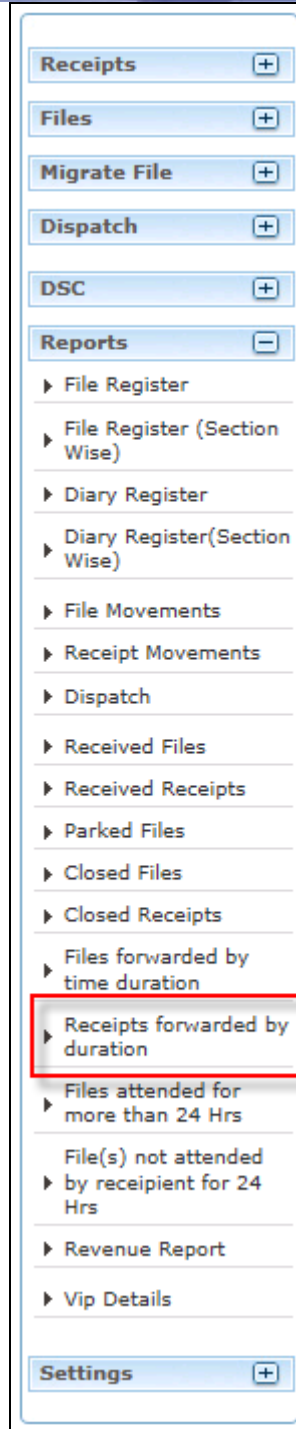 Receipts
Files
Migrate File
Dispatch
DSC
Reports
File Register
File Register (Section
Wise)
Diary Register
Diary Register(Section
Wise)
File Movements
Receipt Movements
Dispatch
Received Files
Received Receipts
Parked Files
Closed Files
Closed Receipts
Files forwarded by
time duration
Receipts forwarded by
duration
Files attended for
more than 24 Hrs
File(s) not attended
by receipient for 24
Hrs
Revenue Report
Vip Details
Settings